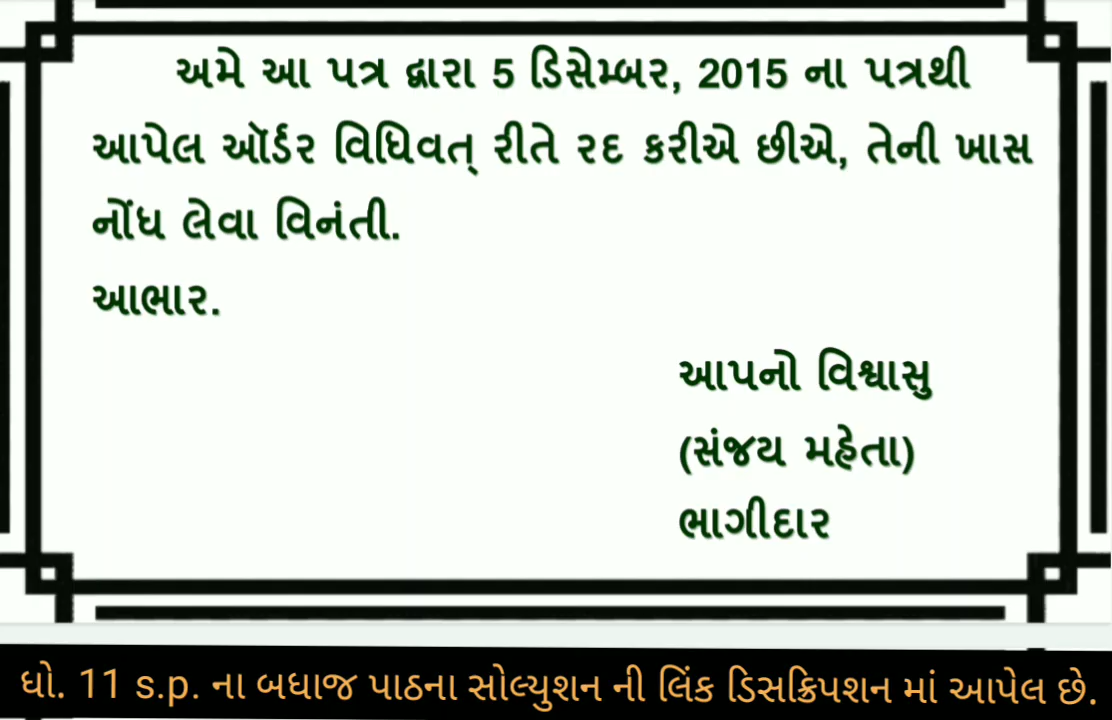 અમે આ પત્ર દ્વારા 5 ડિસેમ્બર, 2015 ના પત્રથી
આપેલ ઑર્ડર વિધિવત્ રીતે રદ કરીએ છીએ, તેની ખાસ
નોંધ લેવા વિનંતી.
આભાર.
આપનો વિશ્વાસુ
(સંજય મહેતા)
ભાગીદાર
ધો. 11 s.p. ના બધાજ પાઠના સોલ્યુશન ની લિંક ડિસક્રિપશન માં આપેલ છે.